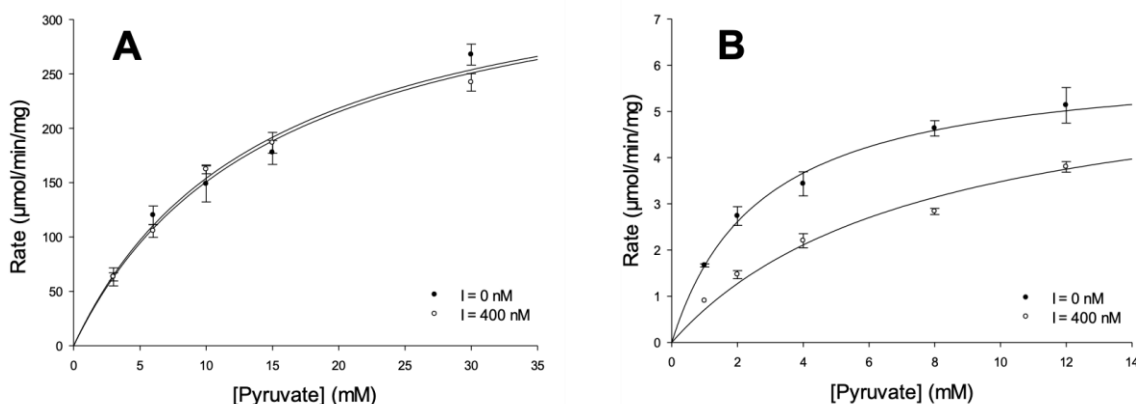 A
Rate (µmol/min/mg)
300
250
200
150
100
50
0
I = 0 nM
I = 400 nM
0 5 10 15 20 25 30 35
[Pyruvate] (mM)
B
Rate (µmol/min/mg)
7
6
5
4
3
2
1
0
I = 0 nM
I = 400 nM
0 2 4 6 8 10 12 14
[Pyruvate] (mM)